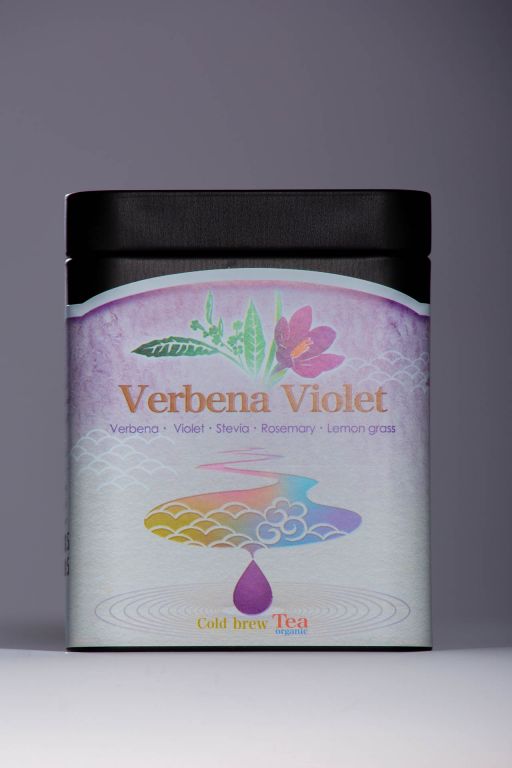 Verbena Violet
Verbena · Violet · Stevia · Rosemary · Lemon grass
Cold brew Tea
organic